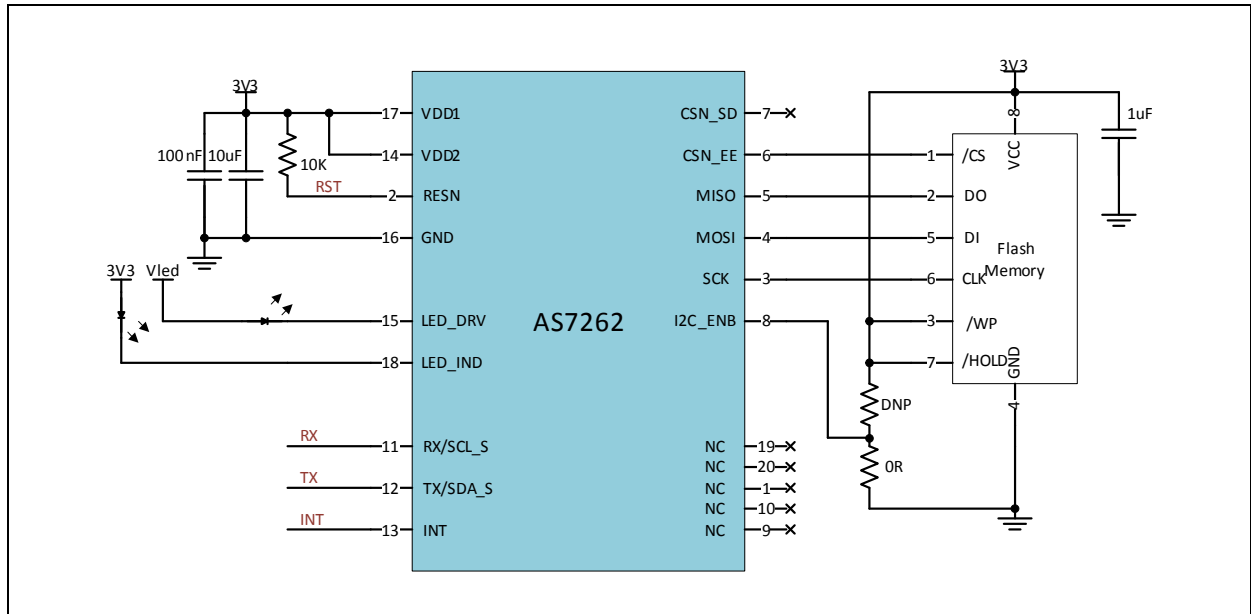 3V3
3V3
17 VDD1
CSN_SD 7
8
VCC
1uF
100nF 10uF
10K
14 VDD2
CSN_EE 6
1 /CS
RST
2 RESN
MISO 5
2 DO
16 GND
MOSI 4
5 DI
Flash
Memory
3V3 Vled
SCK 3
6 CLK
15 LED_DRV
AS7262
I2C_ENB 8
3 /WP
18 LED_IND
7 /HOLD
GND
4
DNP
RX
11 RX/SCL_S
NC 19
0R
NC 20
TX
12 TX/SDA_S
NC 1
NC 10
INT
13 INT
NC 9